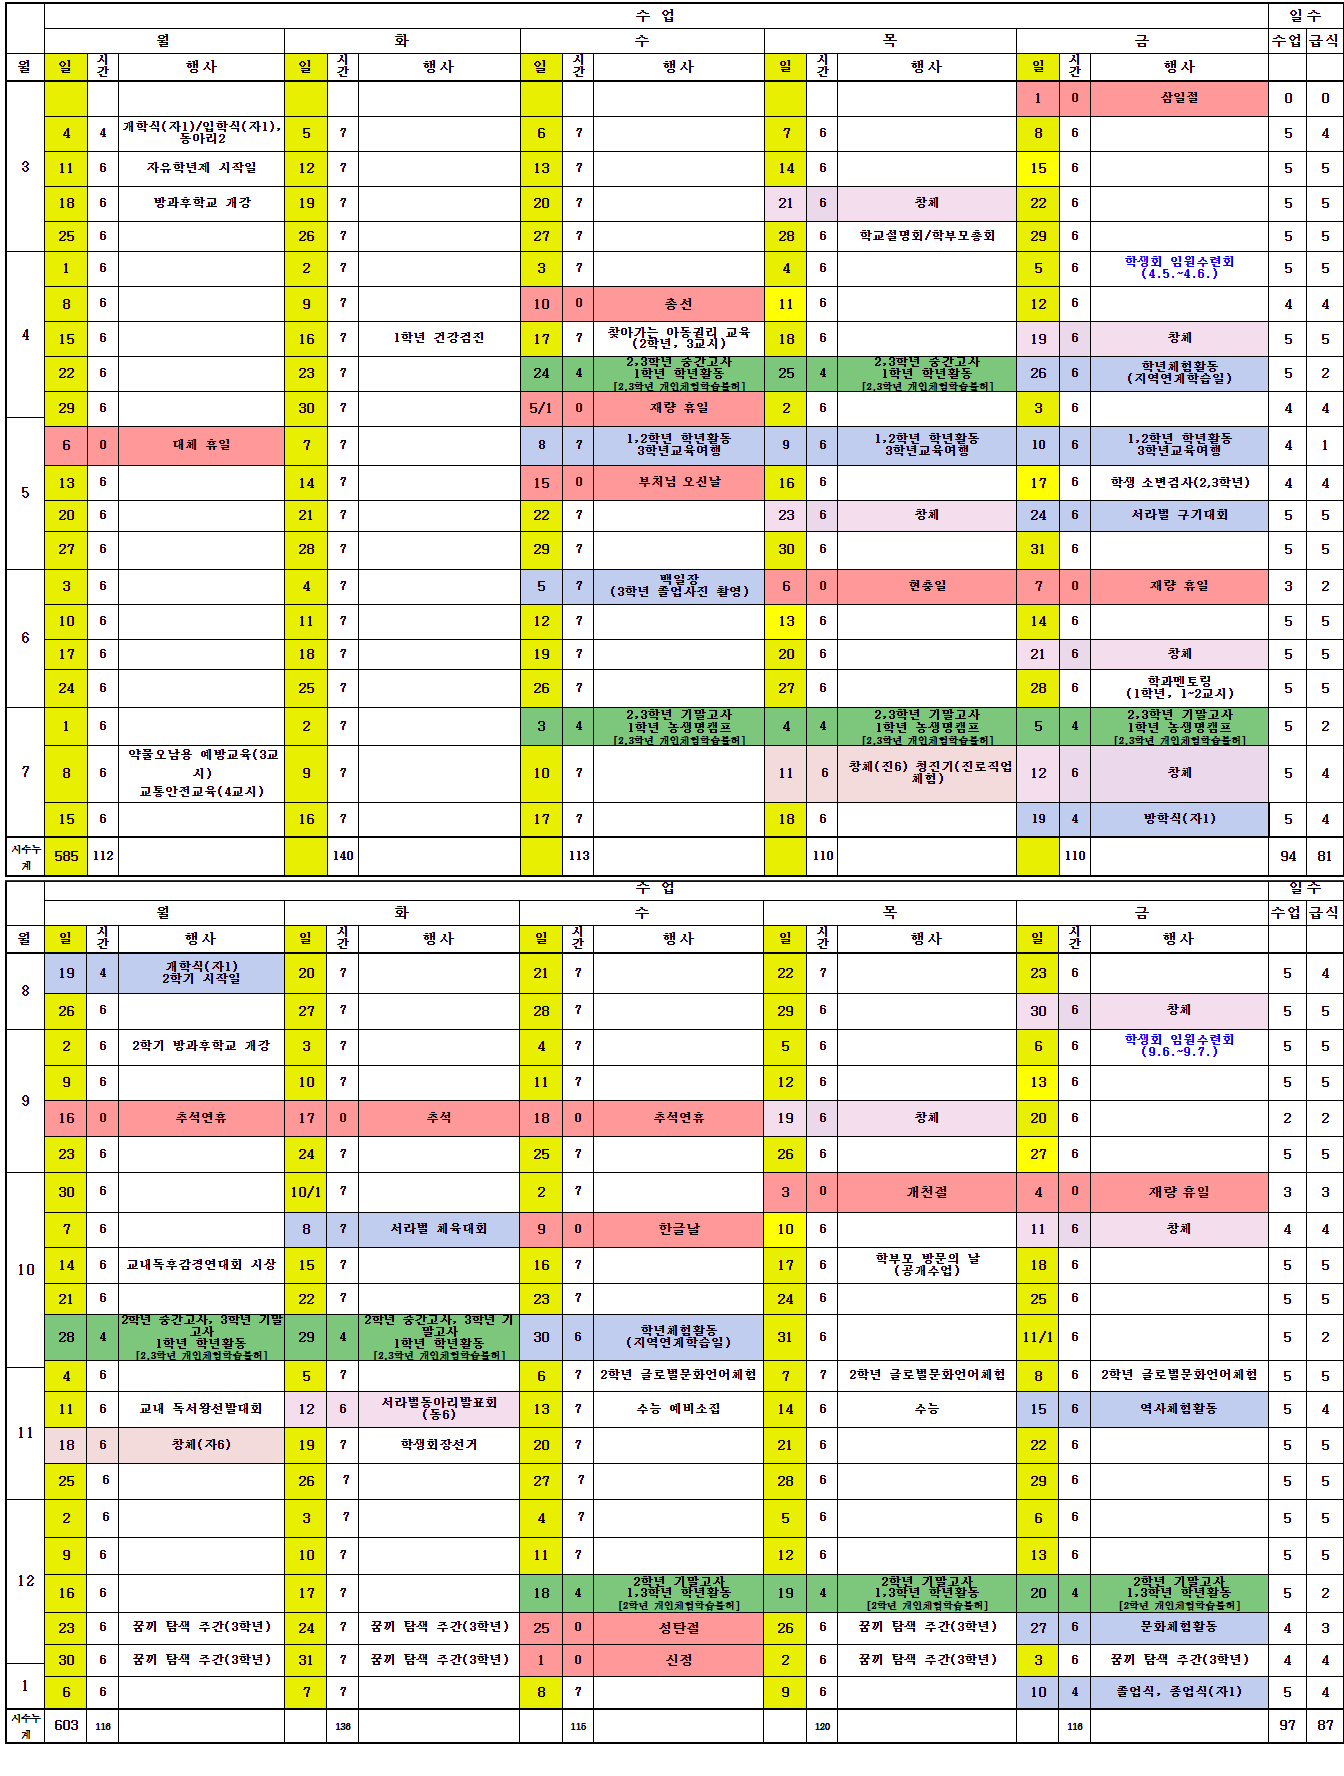 수 업 일 수
월 화 수 목 금 수업 급식
월 일 시간 행 사 일 시간 행 사 일 시간 행 사 일 시간 행 사 일 시간 행 사
3
1 0 삼일절 0 0
4 4 개학식(자1)/입학식(자1), 동아리2 5 7 6 7 7 6 8 6 5 4
11 6 자유학년제 시작일 12 7 13 7 14 6 15 6 5 5
18 6 방과후학교 개강 19 7 20 7 21 6 창체 22 6 5 5
25 6 26 7 27 7 28 6 학교설명회/학부모총회 29 6 5 5
4
1 6 2 7 3 7 4 6 5 6 학생회 임원수련회 (4.5.~4.6.) 5 5
8 6 9 7 10 0 총선 11 6 12 6 4 4
15 6 16 7 1학년 건강검진 17 7 찾아가는 아동권리 교육 (2학년, 3교시) 18 6 19 6 창체 5 5
22 6 23 7 24 4 2,3학년 중간고사 1학년 학년활동 [2,3학년 개인체험학습불허] 25 4 2,3학년 중간고사 1학년 학년활동 [2,3학년 개인체험학습불허] 26 6 학년체험활동 (지역연계학습일) 5 2
29 6 30 7 5/1 0 재량 휴일 2 6 3 6 4 4
5
6 0 대체 휴일 7 7 8 7 1,2학년 학년활동 3학년교육여행 9 6 1,2학년 학년활동 3학년교육여행 10 6 1,2학년 학년활동 3학년교육여행 4 1
13 6 14 7 15 0 부처님 오신날 16 6 17 6 학생 소변검사(2,3학년) 4 4
20 6 21 7 22 7 23 6 창체 24 6 서라벌 구기대회 5 5
27 6 28 7 29 7 30 6 31 6 5 5
6
3 6 4 7 5 7 백일장 (3학년 졸업사진 촬영) 6 0 현충일 7 0 재량 휴일 3 2
10 6 11 7 12 7 13 6 14 6 5 5
17 6 18 7 19 7 20 6 21 6 창체 5 5
24 6 25 7 26 7 27 6 28 6 학과멘토링 (1학년, 1~2교시) 5 5
7
1 6 2 7 3 4 2,3학년 기말고사 1학년 농생명캠프 [2,3학년 개인체험학습불허] 4 4 2,3학년 기말고사 1학년 농생명캠프 [2,3학년 개인체험학습불허] 5 4 2,3학년 기말고사 1학년 농생명캠프 [2,3학년 개인체험학습불허] 5 2
8 6 약물오남용 예방교육(3교시) 교통안전교육(4교시) 9 7 10 7 11 6 창체(진6) 청진기(진로직업체험) 12 6 창체 5 4
15 6 16 7 17 7 18 6 19 4 방학식(자1) 5 4
시수누계 585 112 140 113 110 110 94 81
수 업 일 수
월 화 수 목 금 수업 급식
월 일 시간 행 사 일 시간 행 사 일 시간 행 사 일 시간 행 사 일 시간 행 사
8
19 4 개학식(자1) 2학기 시작일 20 7 21 7 22 7 23 6 5 4
26 6 27 7 28 7 29 6 30 6 창체 5 5
9
2 6 2학기 방과후학교 개강 3 7 4 7 5 6 6 6 학생회 임원수련회 (9.6.~9.7.) 5 5
9 6 10 7 11 7 12 6 13 6 5 5
16 0 추석연휴 17 0 추석 18 0 추석연휴 19 6 창체 20 6 2 2
23 6 24 7 25 7 26 6 27 6 5 5
10
30 6 10/1 7 2 7 3 0 개천절 4 0 재량 휴일 3 3
7 6 8 7 서라벌 체육대회 9 0 한글날 10 6 11 6 창체 4 4
14 6 교내독후감경연대회 시상 15 7 16 7 17 6 학부모 방문의 날 (공개수업) 18 6 5 5
21 6 22 7 23 7 24 6 25 6 5 5
28 4 2학년 중간고사, 3학년 기말고사 1학년 학년활동 [2,3학년 개인체험학습불허] 29 4 2학년 중간고사, 3학년 기말고사 1학년 학년활동 [2,3학년 개인체험학습불허] 30 6 학년체험활동 (지역연계학습일) 31 6 11/1 6 5 2
11
4 6 5 7 6 7 2학년 글로벌문화언어체험 7 7 2학년 글로벌문화언어체험 8 6 2학년 글로벌문화언어체험 5 5
11 6 교내 독서왕선발대회 12 6 서라벌동아리발표회 (동6) 13 7 수능 예비소집 14 6 수능 15 6 역사체험활동 5 4
18 6 창체(자6) 19 7 학생회장선거 20 7 21 6 22 6 5 5
25 6 26 7 27 7 28 6 29 6 5 5
12
2 6 3 7 4 7 5 6 6 6 5 5
9 6 10 7 11 7 12 6 13 6 5 5
16 6 17 7 18 4 2학년 기말고사 1,3학년 학년활동 [2학년 개인체험학습불허] 19 4 2학년 기말고사 1,3학년 학년활동 [2학년 개인체험학습불허] 20 4 2학년 기말고사 1,3학년 학년활동 [2학년 개인체험학습불허] 5 2
23 6 꿈끼 탐색 주간(3학년) 24 7 꿈끼 탐색 주간(3학년) 25 0 성탄절 26 6 꿈끼 탐색 주간(3학년) 27 6 문화체험활동 4 3
30 6 꿈끼 탐색 주간(3학년) 31 7 꿈끼 탐색 주간(3학년) 1 0 신정 2 6 꿈끼 탐색 주간(3학년) 3 6 꿈끼 탐색 주간(3학년) 4 4
1
6 6 7 7 8 7 9 6 10 4 졸업식, 종업식(자1) 5 4
시수누계 603 116 136 115 120 116 97 87